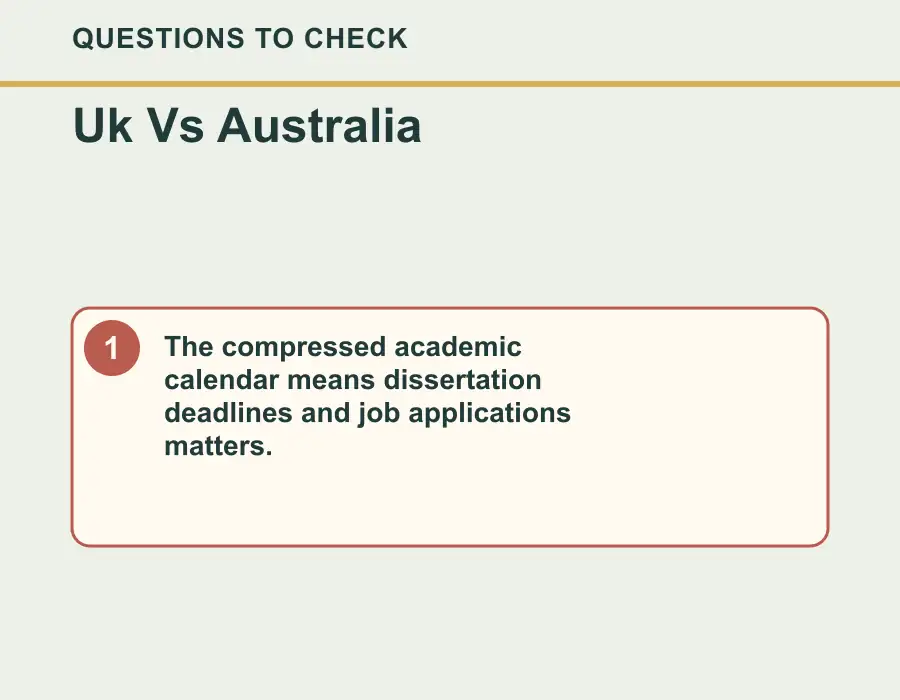 QUESTIONS TO CHECK
Uk Vs Australia
1
The compressed academic
calendar means dissertation
deadlines and job applications
matters.